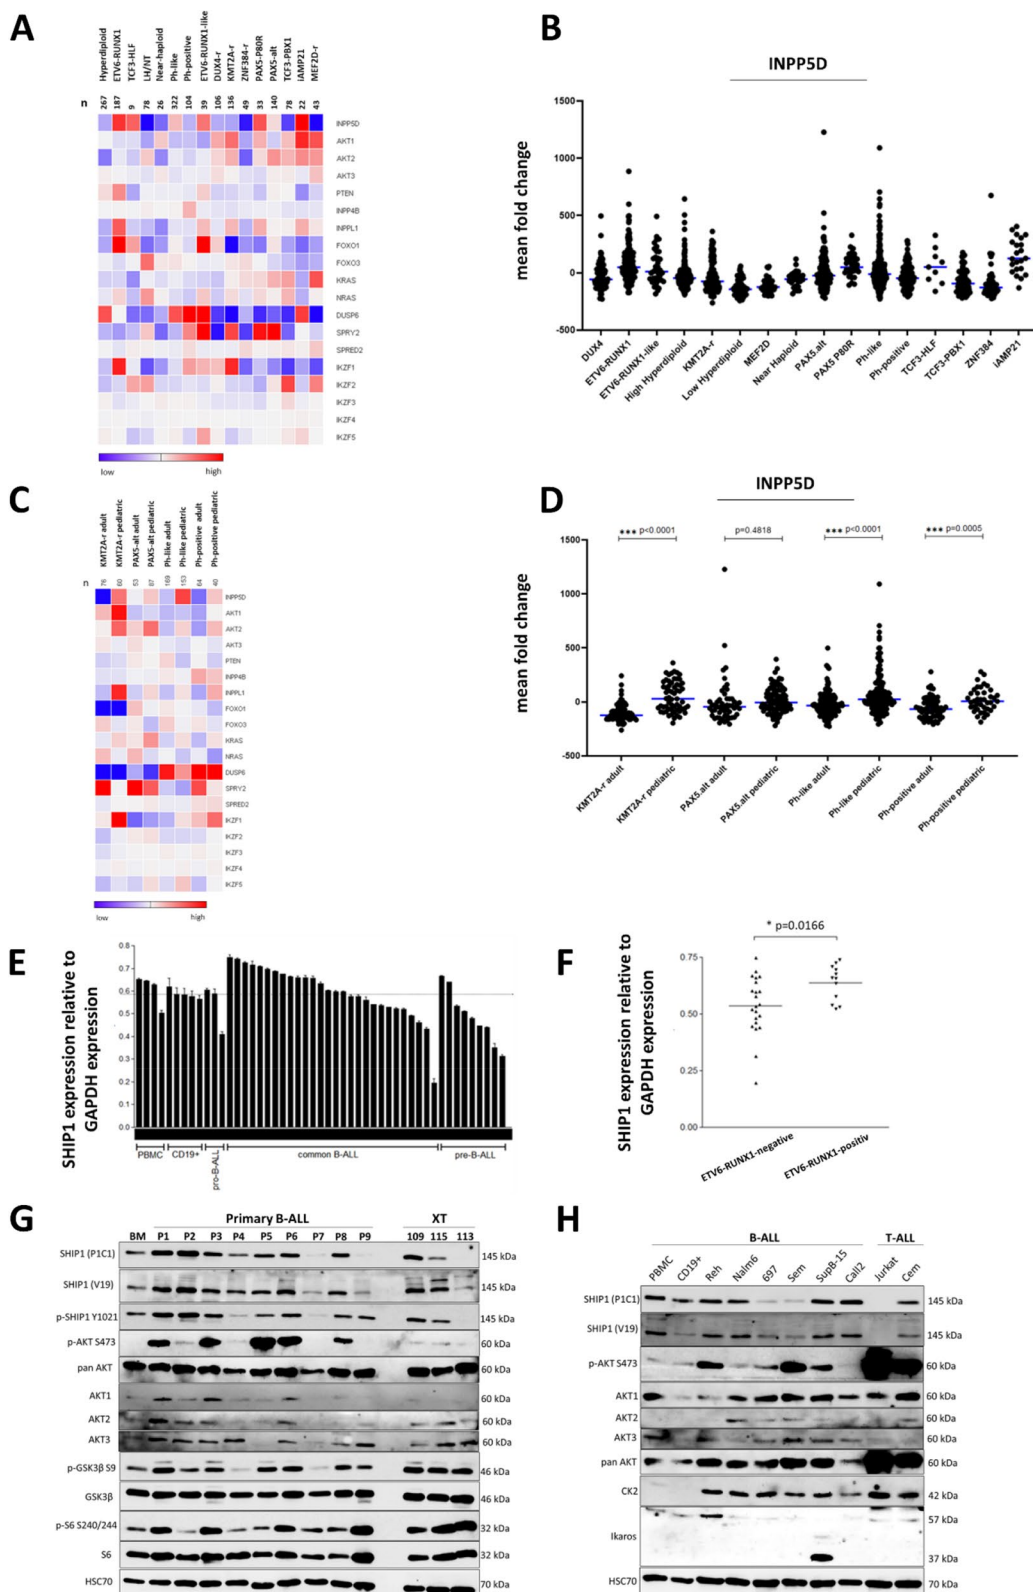 A
Hyperdiploid
ETV6-RUNX1
TCF3-HLF
LH/NT
Near-haploid
Ph-like
Ph-positive
ETV6-RUNX1-like
DUX4-r
KMT2A-r
ZNF384-r
PAX5-P80R
PAX5-alt
TCF3-PBX1
iAMP21
MEF2D-r
n
267 187 9 78 26 322 104 39 106 136 49 33 140 78 22 43
INPP5D
AKT1
AKT2
AKT3
PTEN
INPP4B
INPPL1
FOXO1
FOXO3
KRAS
NRAS
DUSP6
SPRY2
SPRED2
IKZF1
IKZF2
IKZF3
IKZF4
IKZF5
low high
B
INPP5D
mean fold change
1500
1000
500
0
-500
DUX4
ETV6-RUNX1
ETV6-RUNX1-like
High Hyperdiploid
KMT2A-r
Low Hyperdiploid
MEF2D
Near Haploid
PAX5.alt
PAX5 P80R
Ph-like
Ph-positive
TCF3-HLF
TCF3-PBX1
ZNF384
iAMP21
C
KMT2A-r adult
KMT2A-r pediatric
PAX5-alt adult
PAX5-alt pediatric
Ph-like adult
Ph-like pediatric
Ph-positive adult
Ph-positive pediatric
n
76 60 53 87 169 153 64 40
INPP5D
AKT1
AKT2
AKT3
PTEN
INPP4B
INPPL1
FOXO1
FOXO3
KRAS
NRAS
DUSP6
SPRY2
SPRED2
IKZF1
IKZF2
IKZF3
IKZF4
IKZF5
low high
D
INPP5D
*** p<0.0001
p=0.4818
*** p<0.0001
*** p=0.0005
mean fold change
1500
1000
500
0
-500
KMT2A-r adult
KMT2A-r pediatric
PAX5.alt adult
PAX5.alt pediatric
Ph-like adult
Ph-like pediatric
Ph-positive adult
Ph-positive pediatric
E
SHIP1 expression relative to
GAPDH expression
0.8
0.7
0.6
0.5
0.4
0.3
0.2
0.1
0.0
PBMC
CD19+
pro-B-ALL
common B-ALL
pre-B-ALL
F
SHIP1 expression relative to
GAPDH expression
* p=0.0166
0.75
0.50
0.25
0.00
ETV6-RUNX1-negative
ETV6-RUNX1-positiv
G
Primary B-ALL XT
BM P1 P2 P3 P4 P5 P6 P7 P8 P9 109 115 113
SHIP1 (P1C1) * 145 kDa
SHIP1 (V19) 145 kDa
p-SHIP1 Y1021 145 kDa
p-AKT S473 60 kDa
pan AKT 60 kDa
AKT1 60 kDa
AKT2 60 kDa
AKT3 60 kDa
p-GSK3β S9 46 kDa
GSK3β 46 kDa
p-S6 S240/244 32 kDa
S6 32 kDa
HSC70 70 kDa
H
B-ALL T-ALL
PBMC CD19+ Reh Nalm6 697 Sem SupB-15 Call2 Jurkat Cem
SHIP1 (P1C1) 145 kDa
SHIP1 (V19) 145 kDa
p-AKT S473 60 kDa
AKT1 60 kDa
AKT2 60 kDa
AKT3 60 kDa
pan AKT 60 kDa
CK2 42 kDa
57 kDa
Ikaros
37 kDa
HSC70 70 kDa